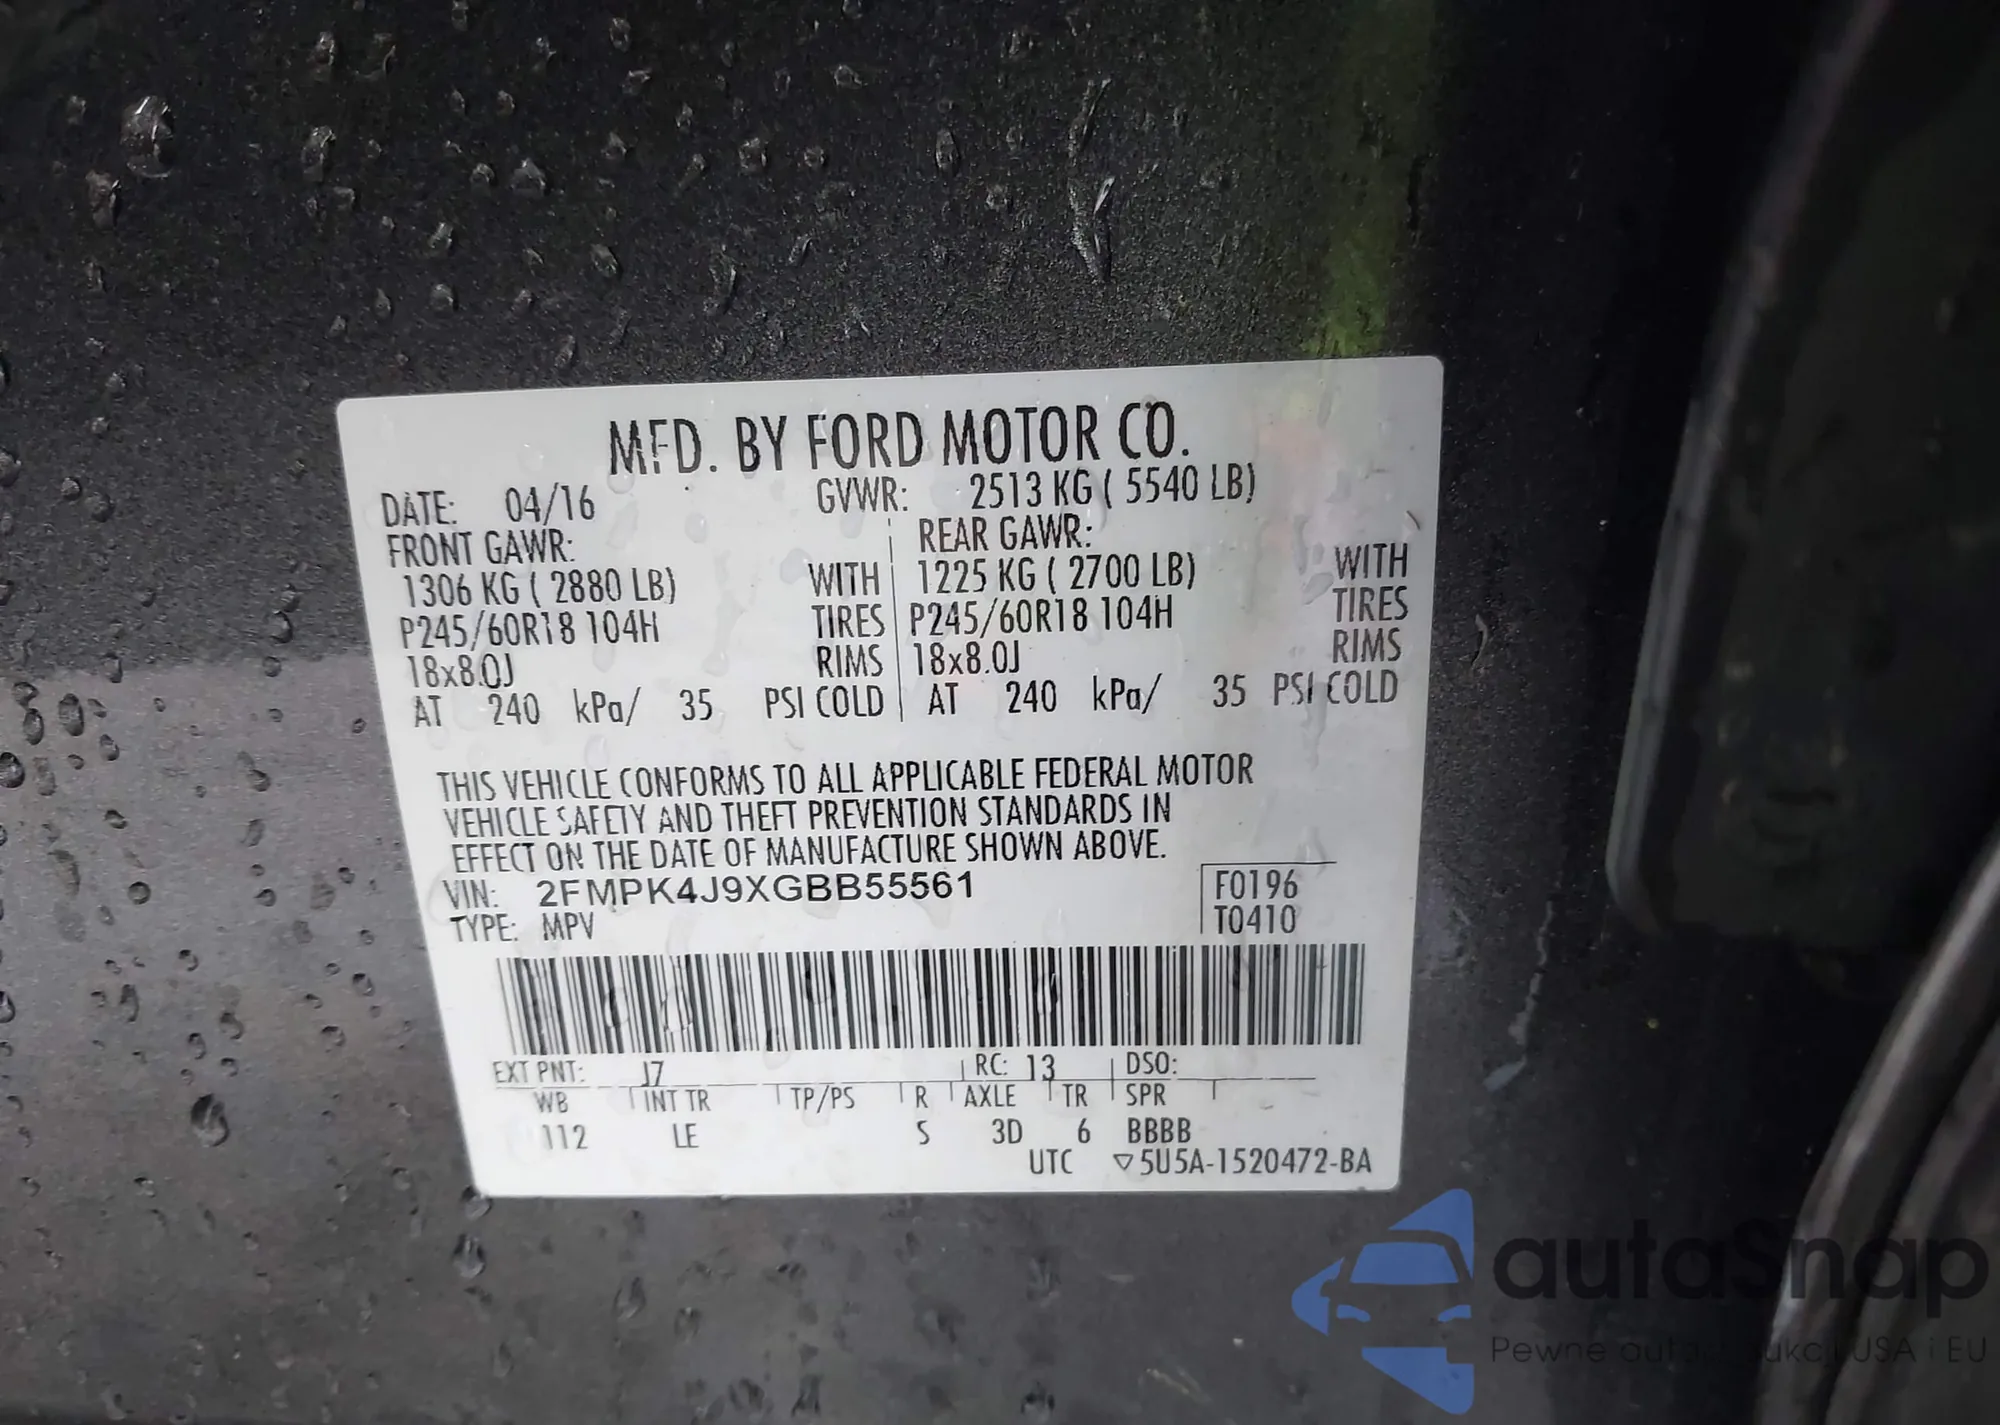 MFD. BY FORD MOTOR CO.
DATE: 04/16 GVWR: 2513 KG ( 5540 LB)
FRONT GAWR: REAR GAWR:
1306 KG ( 2880 LB) WITH 1225 KG ( 2700 LB) WITH
P245/60R18 104H TIRES P245/60R18 104H TIRES
18x8.0J RIMS 18x8.0J RIMS
AT 240 kPa/ 35 PSI COLD AT 240 kPa/ 35 PSI COLD
THIS VEHICLE CONFORMS TO ALL APPLICABLE FEDERAL MOTOR
VEHICLE SAFETY AND THEFT PREVENTION STANDARDS IN
EFFECT ON THE DATE OF MANUFACTURE SHOWN ABOVE.
VIN: 2FMPK4J9XGBB55561 F0196
TYPE: MPV T0410
EXT PNT: J7 RC: 13 DSO:
WB INT TR TP/PS R AXLE TR SPR
112 LE S 3D 6 BBBB
UTC ▽5U5A-1520472-BA
autaSnap
Pewne auta USA i EU